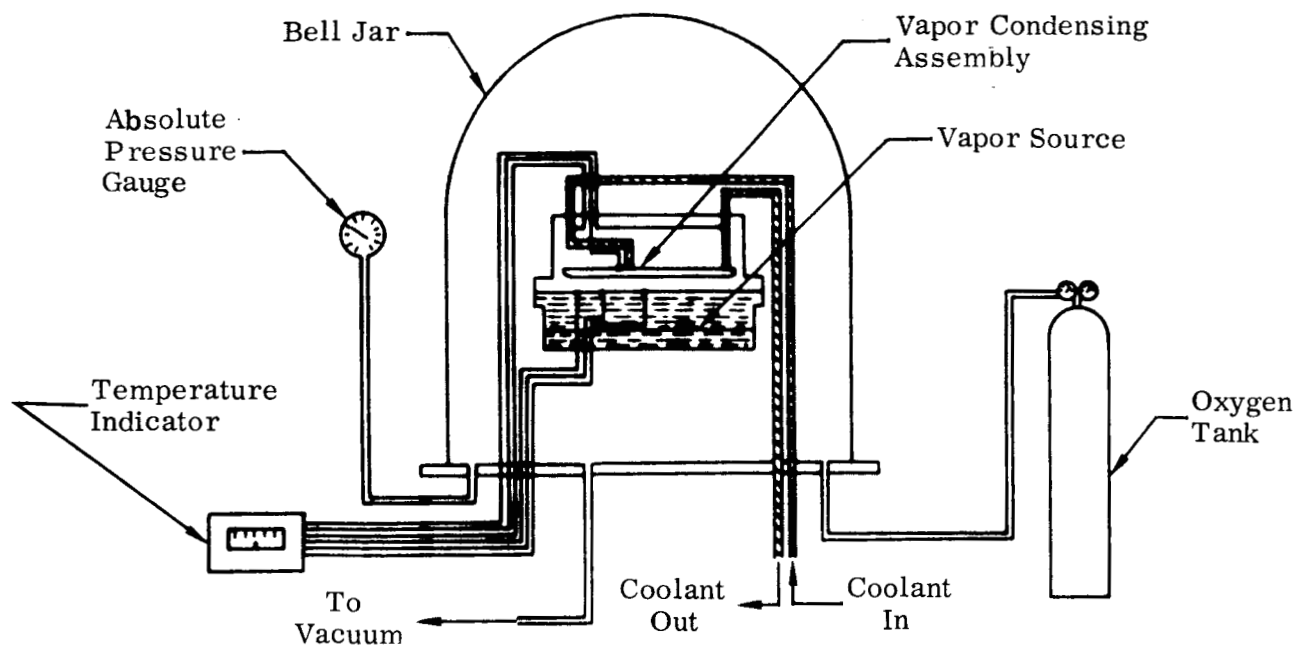 Bell Jar
Vapor Condensing
Assembly
Absolute
Pressure
Gauge
Vapor Source
Temperature
Indicator
Oxygen
Tank
To
Vacuum
Coolant
Out
Coolant
In